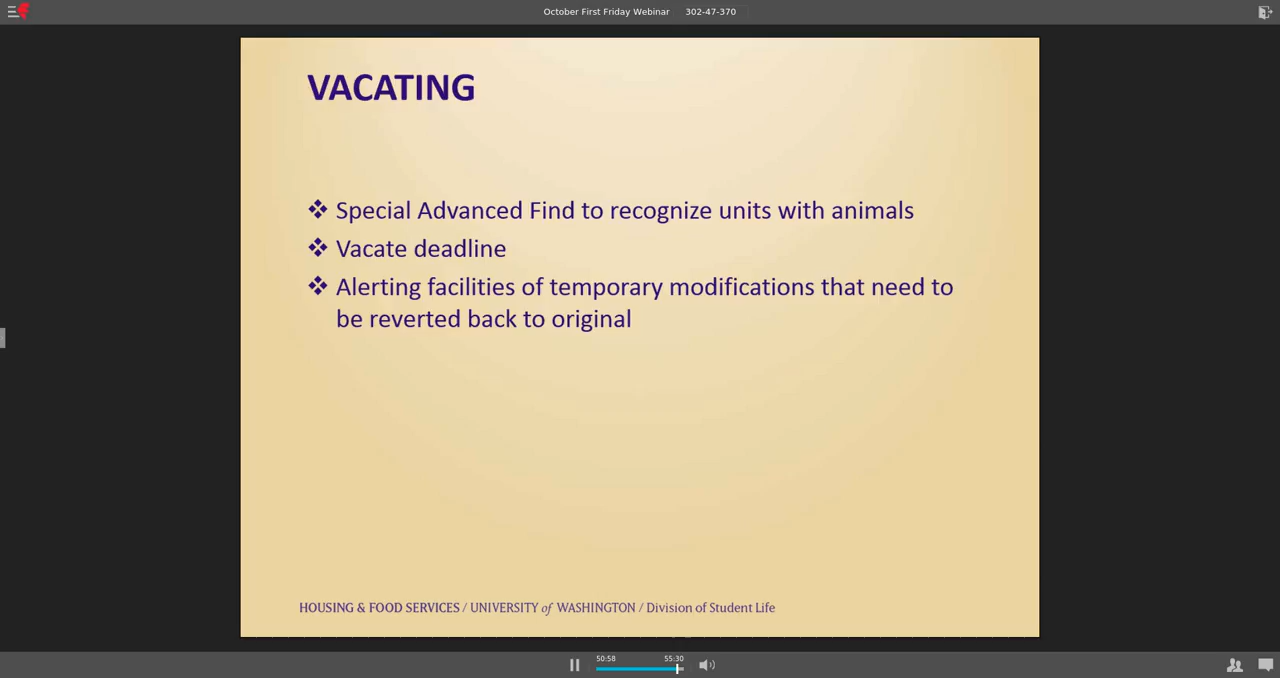 October First Friday Webinar 302-47-370
VACATING
❖ Special Advanced Find to recognize units with animals
❖ Vacate deadline
❖ Alerting facilities of temporary modifications that need to
be reverted back to original
HOUSING & FOOD SERVICES / UNIVERSITY of WASHINGTON / Division of Student Life
50:58 55:30